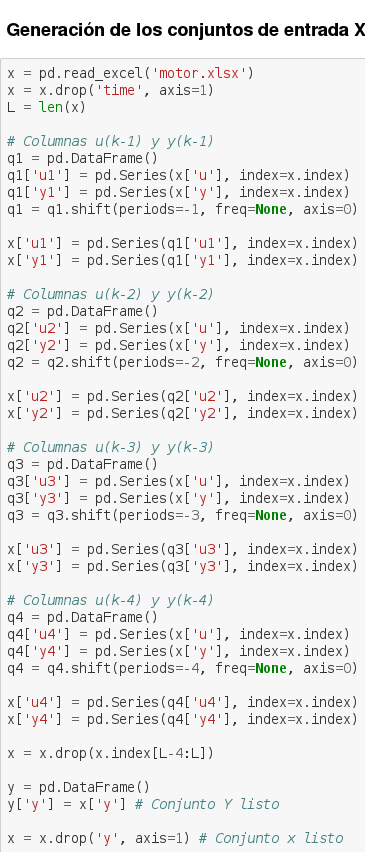 Generación de los conjuntos de entrada X
x = pd.read_excel('motor.xlsx')
x = x.drop('time', axis=1)
L = len(x)
# Columnas u(k-1) y y(k-1)
q1 = pd.DataFrame()
q1['u1'] = pd.Series(x['u'], index=x.index)
q1['y1'] = pd.Series(x['y'], index=x.index)
q1 = q1.shift(periods=-1, freq=None, axis=0)
x['u1'] = pd.Series(q1['u1'], index=x.index)
x['y1'] = pd.Series(q1['y1'], index=x.index)
# Columnas u(k-2) y y(k-2)
q2 = pd.DataFrame()
q2['u2'] = pd.Series(x['u'], index=x.index)
q2['y2'] = pd.Series(x['y'], index=x.index)
q2 = q2.shift(periods=-2, freq=None, axis=0)
x['u2'] = pd.Series(q2['u2'], index=x.index)
x['y2'] = pd.Series(q2['y2'], index=x.index)
# Columnas u(k-3) y y(k-3)
q3 = pd.DataFrame()
q3['u3'] = pd.Series(x['u'], index=x.index)
q3['y3'] = pd.Series(x['y'], index=x.index)
q3 = q3.shift(periods=-3, freq=None, axis=0)
x['u3'] = pd.Series(q3['u3'], index=x.index)
x['y3'] = pd.Series(q3['y3'], index=x.index)
# Columnas u(k-4) y y(k-4)
q4 = pd.DataFrame()
q4['u4'] = pd.Series(x['u'], index=x.index)
q4['y4'] = pd.Series(x['y'], index=x.index)
q4 = q4.shift(periods=-4, freq=None, axis=0)
x['u4'] = pd.Series(q4['u4'], index=x.index)
x['y4'] = pd.Series(q4['y4'], index=x.index)
x = x.drop(x.index[L-4:L])
y = pd.DataFrame()
y['y'] = x['y'] # Conjunto Y listo
x = x.drop('y', axis=1) # Conjunto x listo